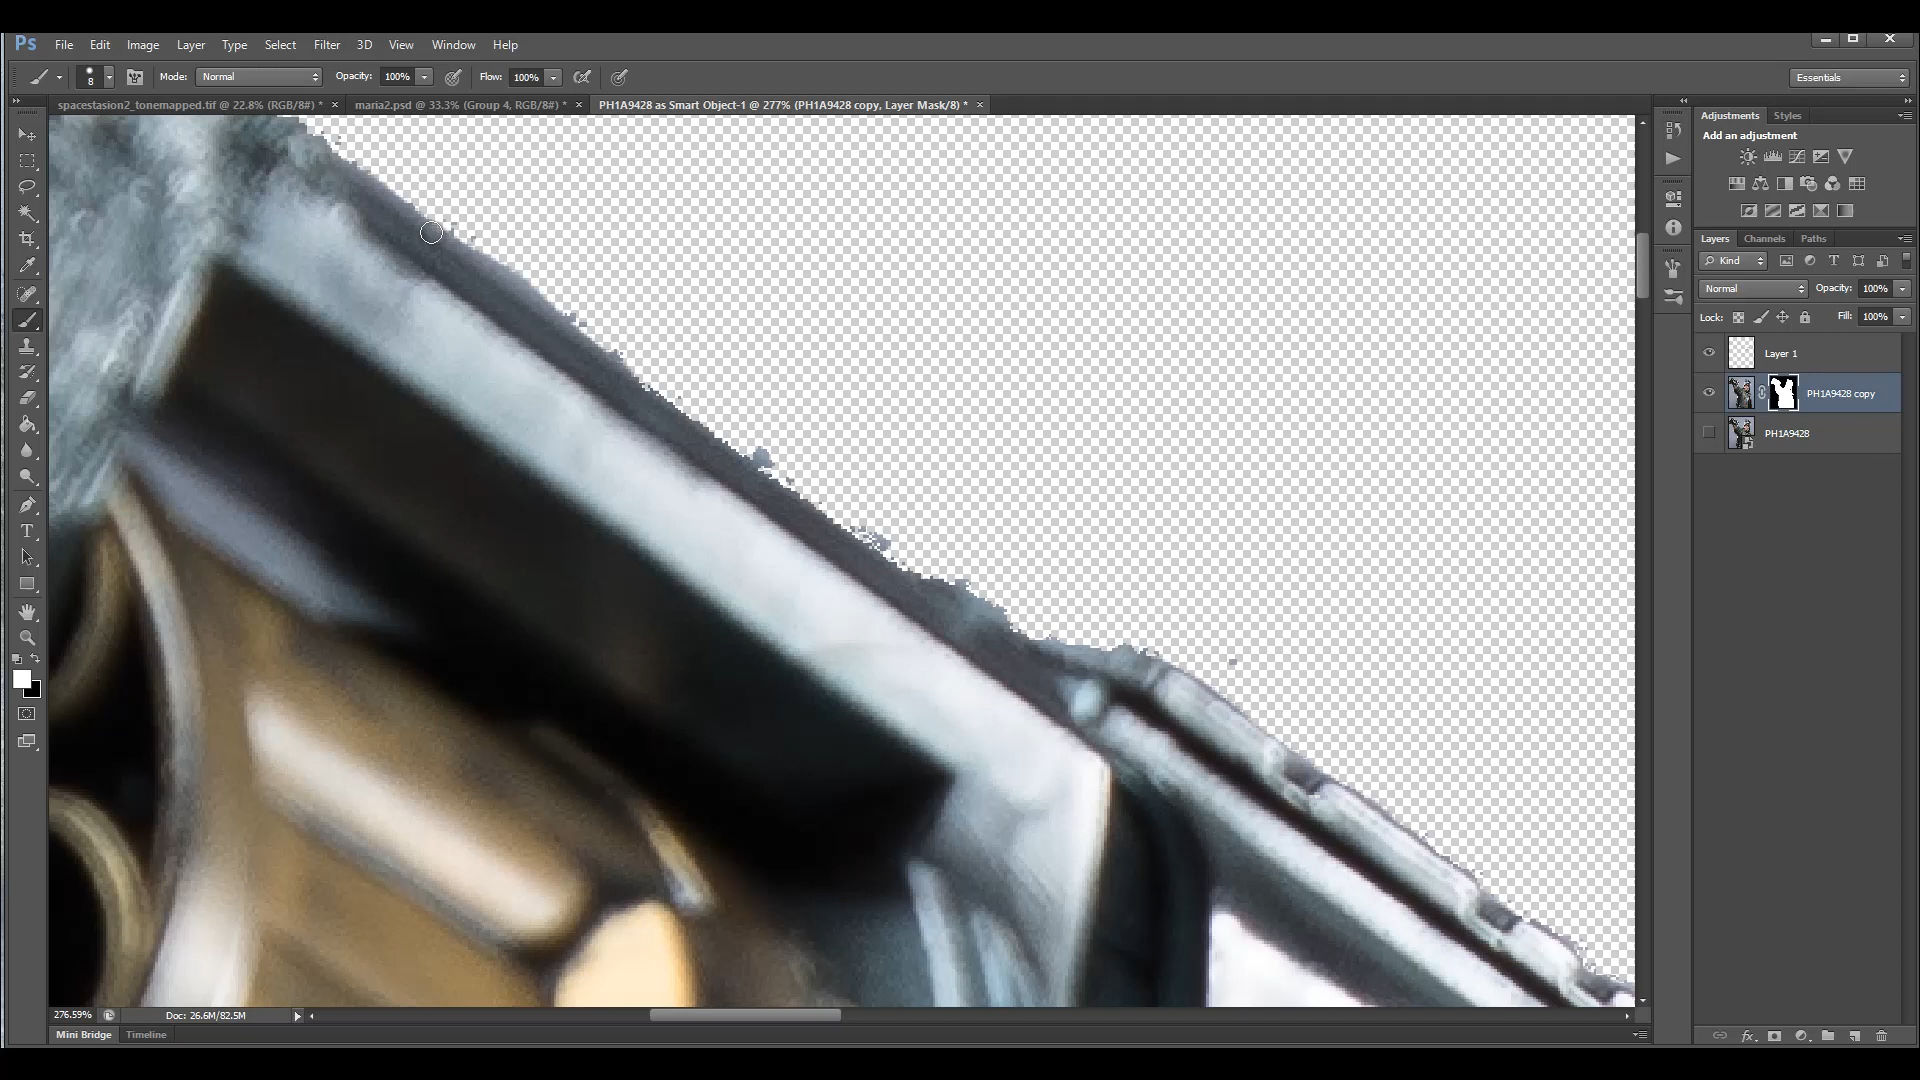 Ps File Edit Image Layer Type Select Filter 3D View Window Help
8 Mode: Normal Opacity: 100% Flow: 100% Essentials
spacestasion2_tonemapped.tif @ 22.8% (RGB/8#) * × maria2.psd @ 33.3% (Group 4, RGB/8#) * × PH1A9428 as Smart Object-1 @ 277% (PH1A9428 copy, Layer Mask/8) * ×
Adjustments Styles
Add an adjustment
Layers Channels Paths
Kind
Normal Opacity: 100%
Lock: Fill: 100%
Layer 1
PH1A9428 copy
PH1A9428
276.59% Doc: 26.6M/82.5M
Mini Bridge Timeline